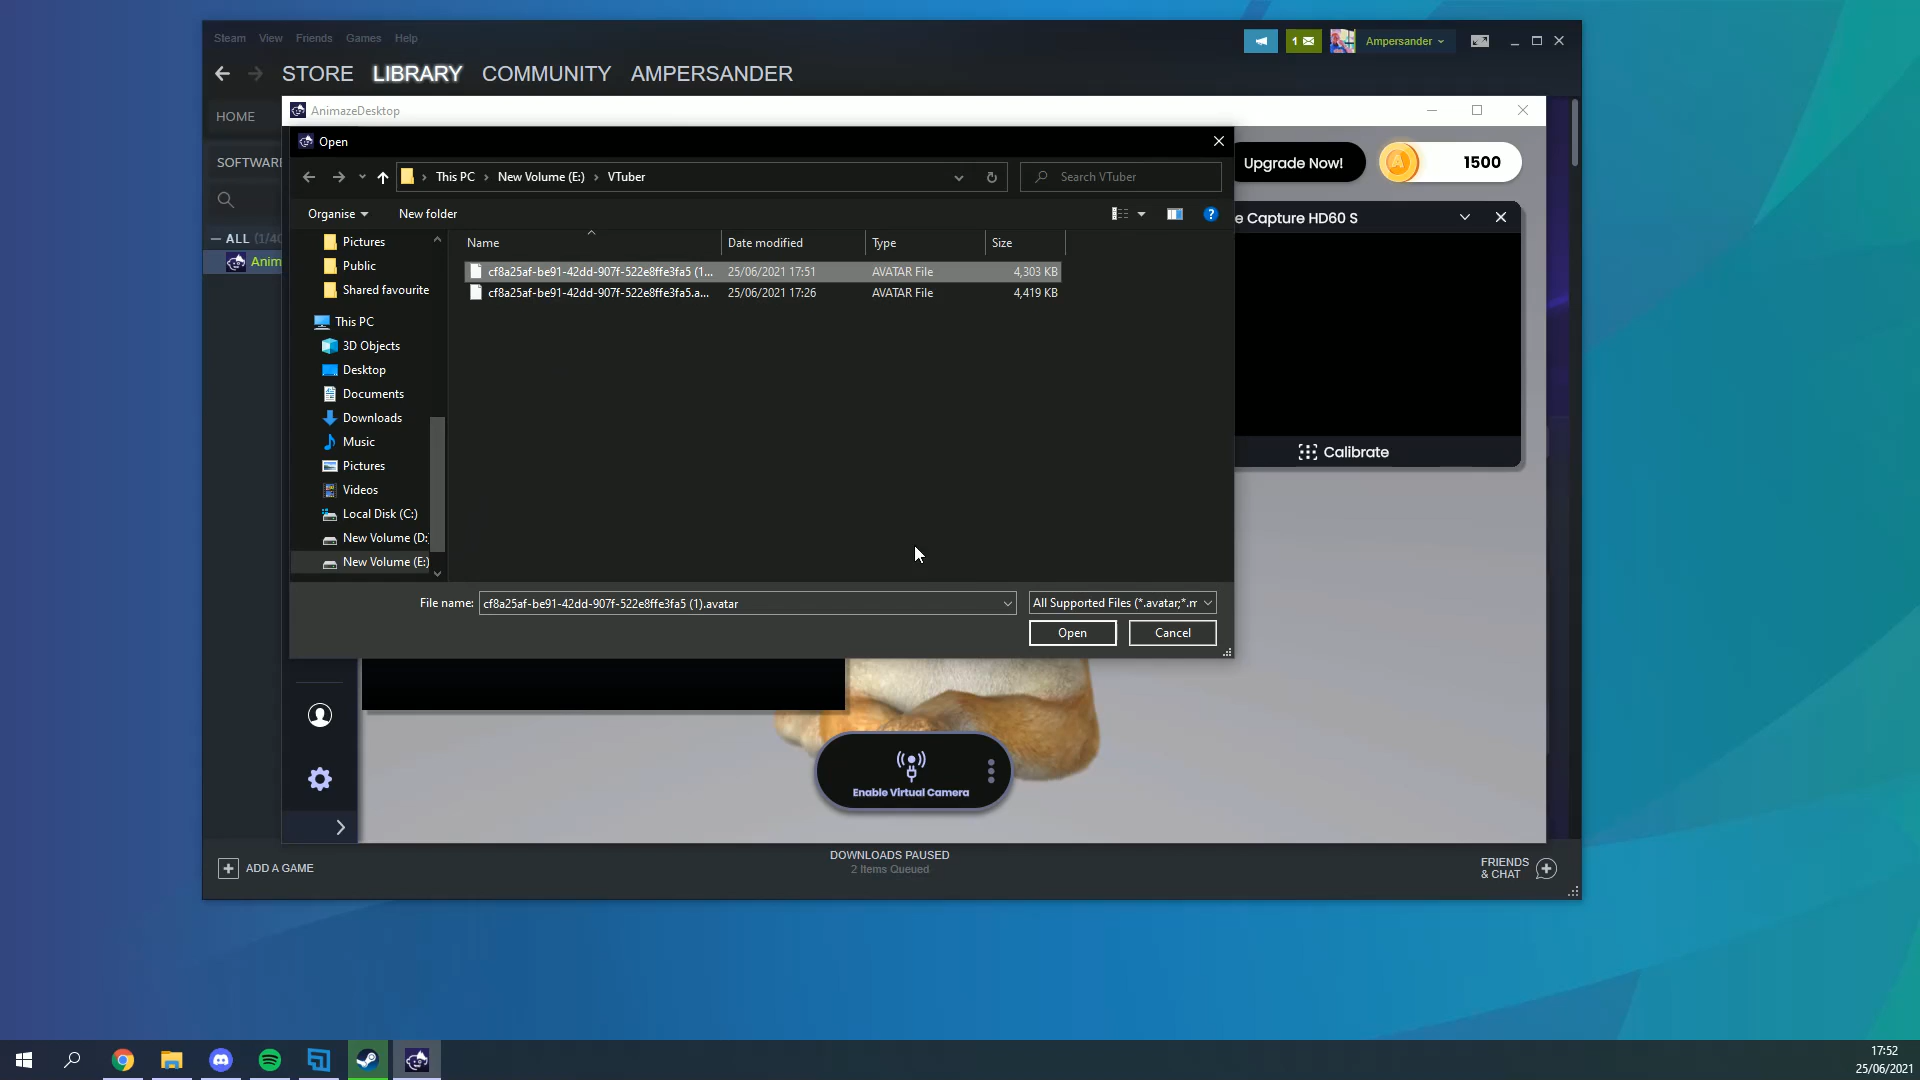 Steam View Friends Games Help
1
Ampersander
STORE LIBRARY COMMUNITY AMPERSANDER
HOME
AnimazeDesktop
Open
SOFTWARE
Upgrade Now!
1500
This PC > New Volume (E:) > VTuber
Search VTuber
Organise
New folder
e Capture HD60 S
ALL
Anim
Name
Date modified
Type
Size
cf8a25af-be91-42dd-907f-522e8ffe3fa5 (1... 25/06/2021 17:51 AVATAR File 4,303 KB
cf8a25af-be91-42dd-907f-522e8ffe3fa5.a... 25/06/2021 17:26 AVATAR File 4,419 KB
Pictures
Public
Shared favourite
This PC
3D Objects
Desktop
Documents
Downloads
Music
Pictures
Videos
Local Disk (C:)
New Volume (D:
New Volume (E:)
Calibrate
File name: cf8a25af-be91-42dd-907f-522e8ffe3fa5 (1).avatar
All Supported Files (*.avatar;*.m
Open
Cancel
Enable Virtual Camera
ADD A GAME
DOWNLOADS PAUSED
2 Items Queued
FRIENDS
& CHAT
17:52
25/06/2021